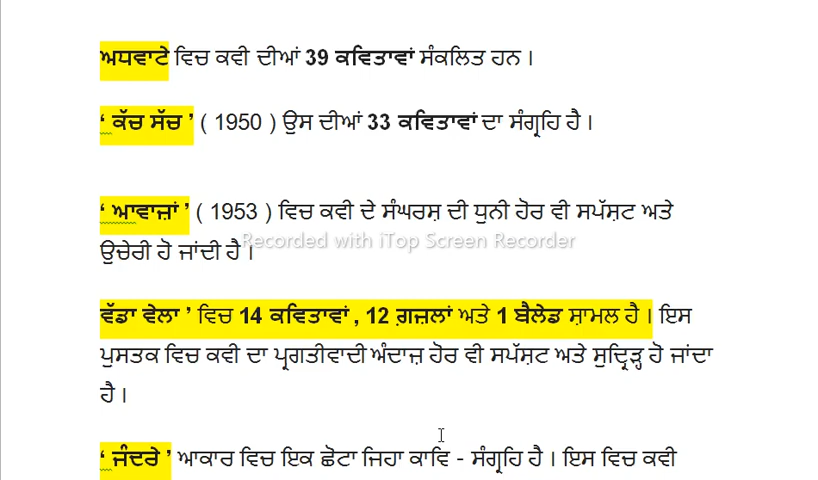 ਅਧਵਾਟੇ ਵਿਚ ਕਵੀ ਦੀਆਂ 39 ਕਵਿਤਾਵਾਂ ਸੰਕਲਿਤ ਹਨ ।
‘ ਕੱਚ ਸੱਚ ’ ( 1950 ) ਉਸ ਦੀਆਂ 33 ਕਵਿਤਾਵਾਂ ਦਾ ਸੰਗ੍ਰਹਿ ਹੈ ।
‘ ਆਵਾਜ਼ਾਂ ’ ( 1953 ) ਵਿਚ ਕਵੀ ਦੇ ਸੰਘਰਸ਼ ਦੀ ਧੁਨੀ ਹੋਰ ਵੀ ਸਪੱਸ਼ਟ ਅਤੇ
Recorded with iTop Screen Recorder
ਉਚੇਰੀ ਹੋ ਜਾਂਦੀ ਹੈ ।
ਵੱਡਾ ਵੇਲਾ ’ ਵਿਚ 14 ਕਵਿਤਾਵਾਂ , 12 ਗ਼ਜ਼ਲਾਂ ਅਤੇ 1 ਬੈਲੇਡ ਸ਼ਾਮਲ ਹੈ । ਇਸ
ਪੁਸਤਕ ਵਿਚ ਕਵੀ ਦਾ ਪ੍ਰਗਤੀਵਾਦੀ ਅੰਦਾਜ਼ ਹੋਰ ਵੀ ਸਪੱਸ਼ਟ ਅਤੇ ਸੁਦ੍ਰਿੜ੍ਹ ਹੋ ਜਾਂਦਾ
ਹੈ ।
‘ ਜੰਦਰੇ ’ ਆਕਾਰ ਵਿਚ ਇਕ ਛੋਟਾ ਜਿਹਾ ਕਾਵਿ - ਸੰਗ੍ਰਹਿ ਹੈ । ਇਸ ਵਿਚ ਕਵੀ